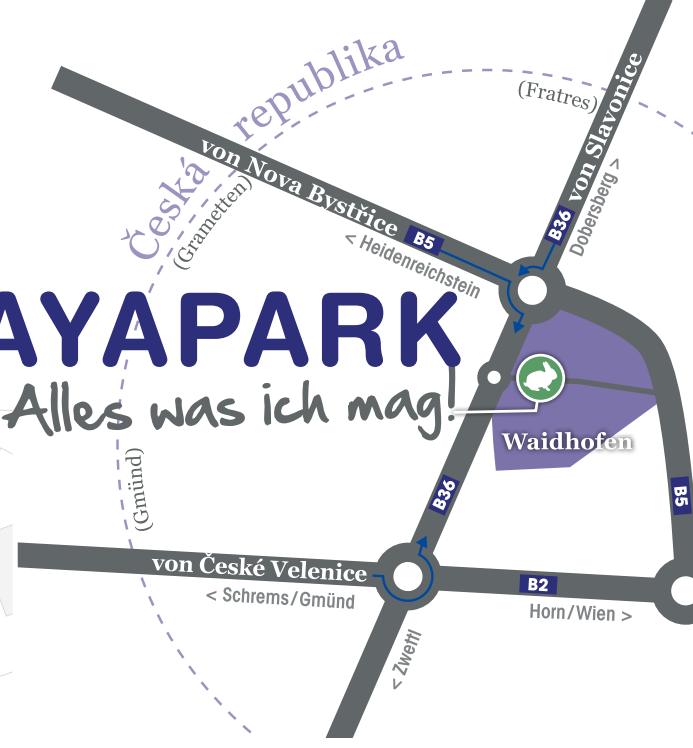 Česká republika
(Fratres)
von Slavonice
B36
Dobersberg >
von Nova Bystřice
B5
< Heidenreichstein
(Grametten)
AYAPARK
Alles was ich mag!
Waidhofen
(Gmünd)
B36
B5
von České Velenice
< Schrems/Gmünd
B2
Horn/Wien >
< Zwettl